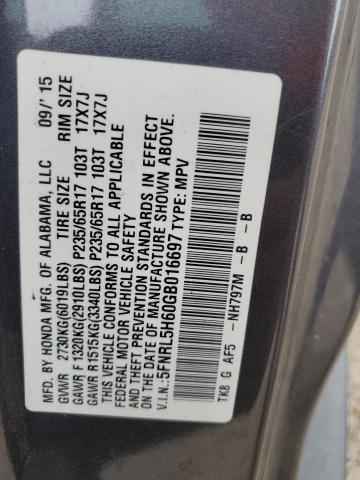 MFD. BY HONDA MFG. OF ALABAMA, LLC 09/'15
GVWR 2730KG(6019LBS) TIRE SIZE RIM SIZE
GAWR F 1320KG(2910LBS) P235/65R17 103T 17X7J
GAWR R 1515KG(3340LBS) P235/65R17 103T 17X7J
THIS VEHICLE CONFORMS TO ALL APPLICABLE
FEDERAL MOTOR VEHICLE SAFETY
AND THEFT PREVENTION STANDARDS IN EFFECT
ON THE DATE OF MANUFACTURE SHOWN ABOVE.
V.I.N.:5FNRL5H60GB016697 TYPE: MPV
TK8 G AF5 -NH797M -B -B